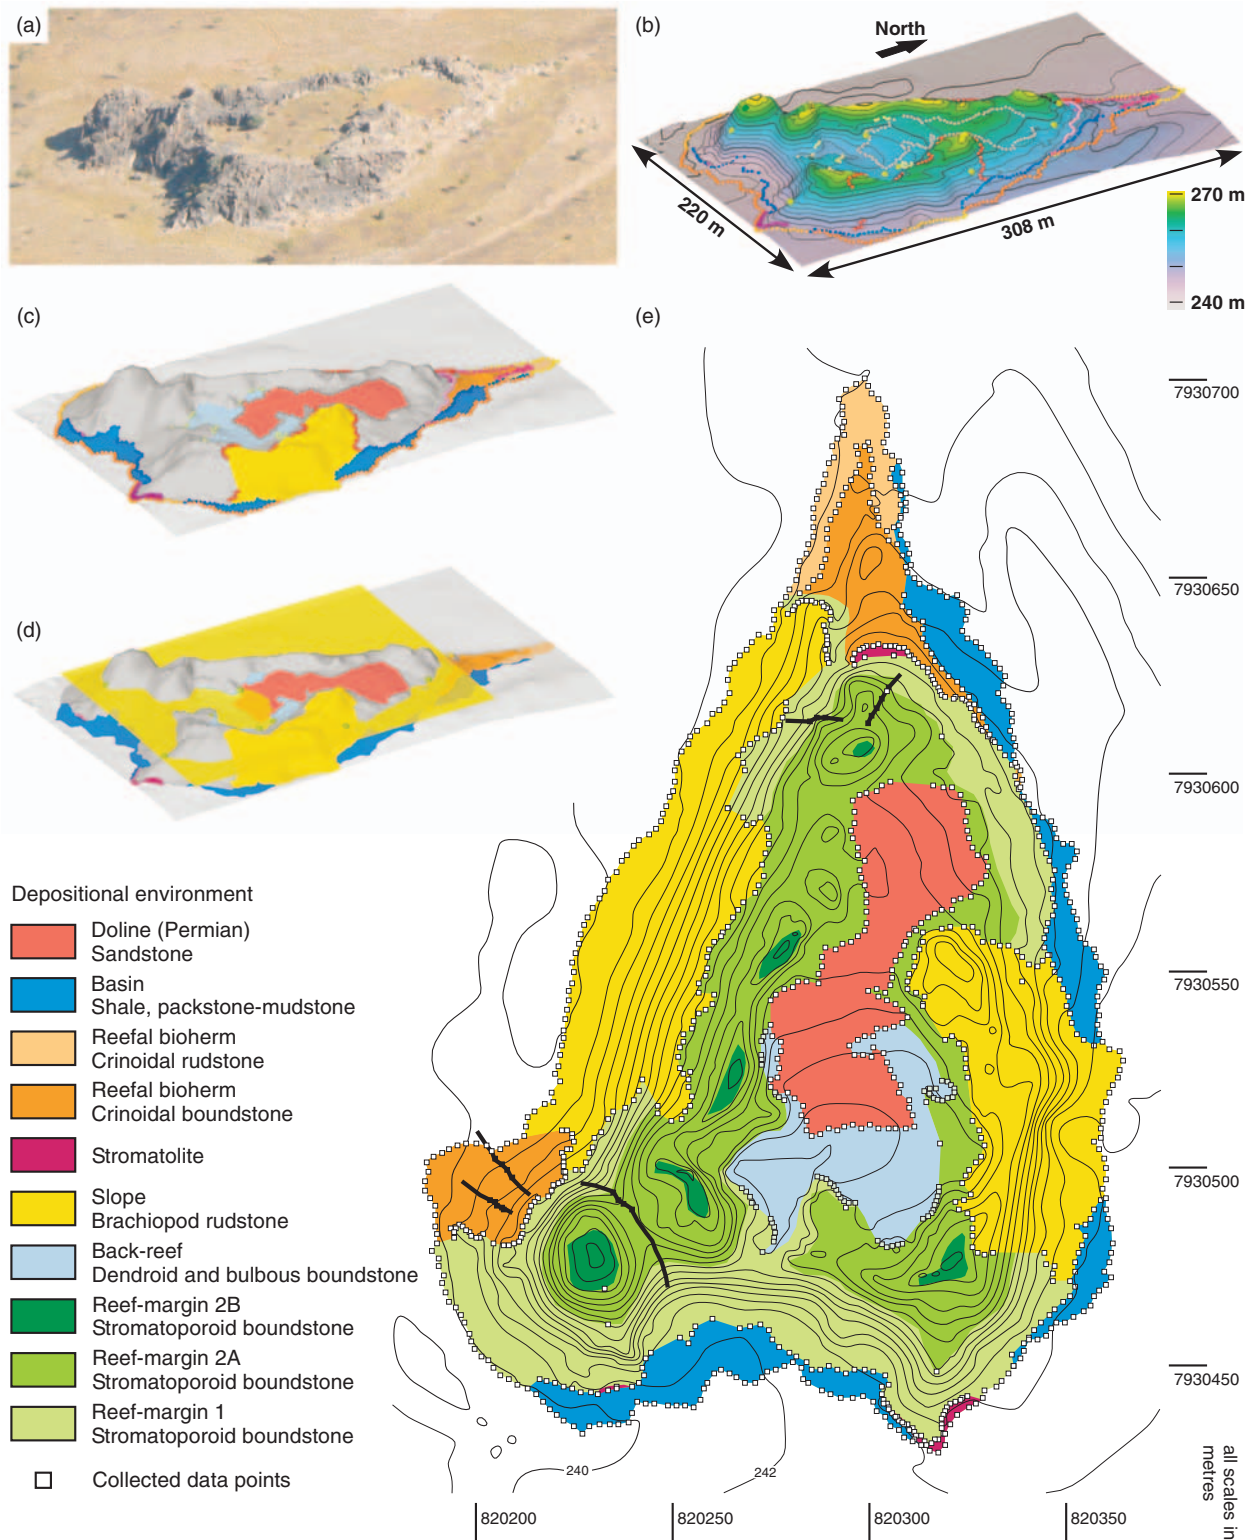 (a)
(b)
North
220 m
308 m
270 m
240 m
(c)
(d)
(e)
7930700
7930650
7930600
7930550
7930500
7930450
Depositional environment
Doline (Permian)
Sandstone
Basin
Shale, packstone-mudstone
Reefal bioherm
Crinoidal rudstone
Reefal bioherm
Crinoidal boundstone
Stromatolite
Slope
Brachiopod rudstone
Back-reef
Dendroid and bulbous boundstone
Reef-margin 2B
Stromatoporoid boundstone
Reef-margin 2A
Stromatoporoid boundstone
Reef-margin 1
Stromatoporoid boundstone
Collected data points
240
242
820200
820250
820300
820350
all scales in
metres